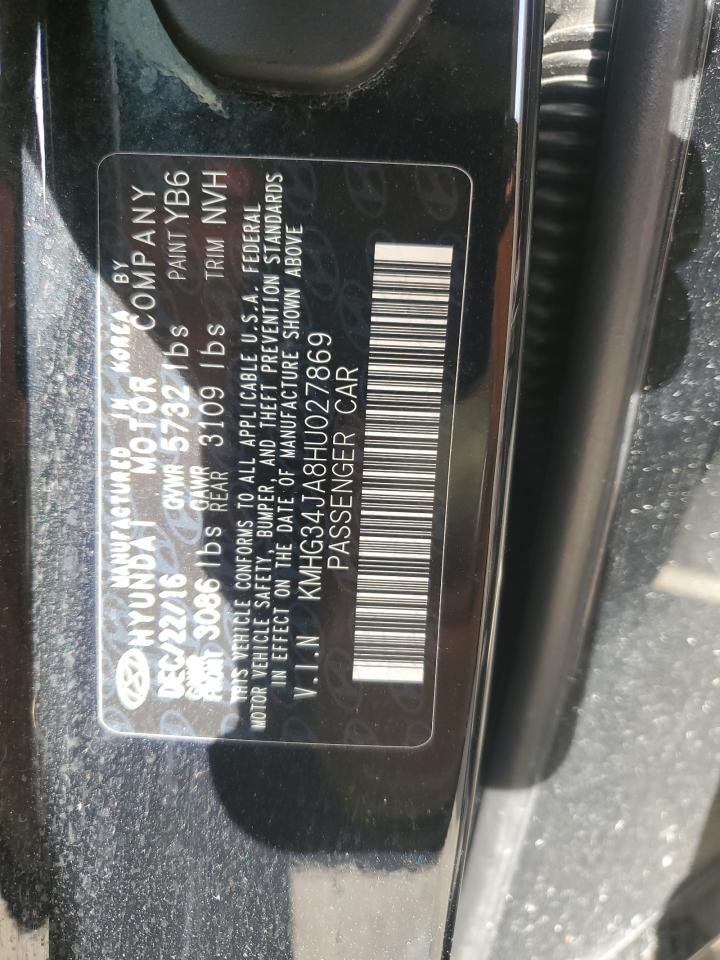 MANUFACTURED IN KOREA BY
HYUNDAI MOTOR COMPANY
DEC/22/16 GVWR 5732 lbs PAINT YB6
GAWR FRONT 3086 lbs GAWR REAR 3109 lbs TRIM NVH
THIS VEHICLE CONFORMS TO ALL APPLICABLE U.S.A. FEDERAL
MOTOR VEHICLE SAFETY, BUMPER, AND THEFT PREVENTION STANDARDS
IN EFFECT ON THE DATE OF MANUFACTURE SHOWN ABOVE
V.I.N KMHG34JA8HU027869
PASSENGER CAR